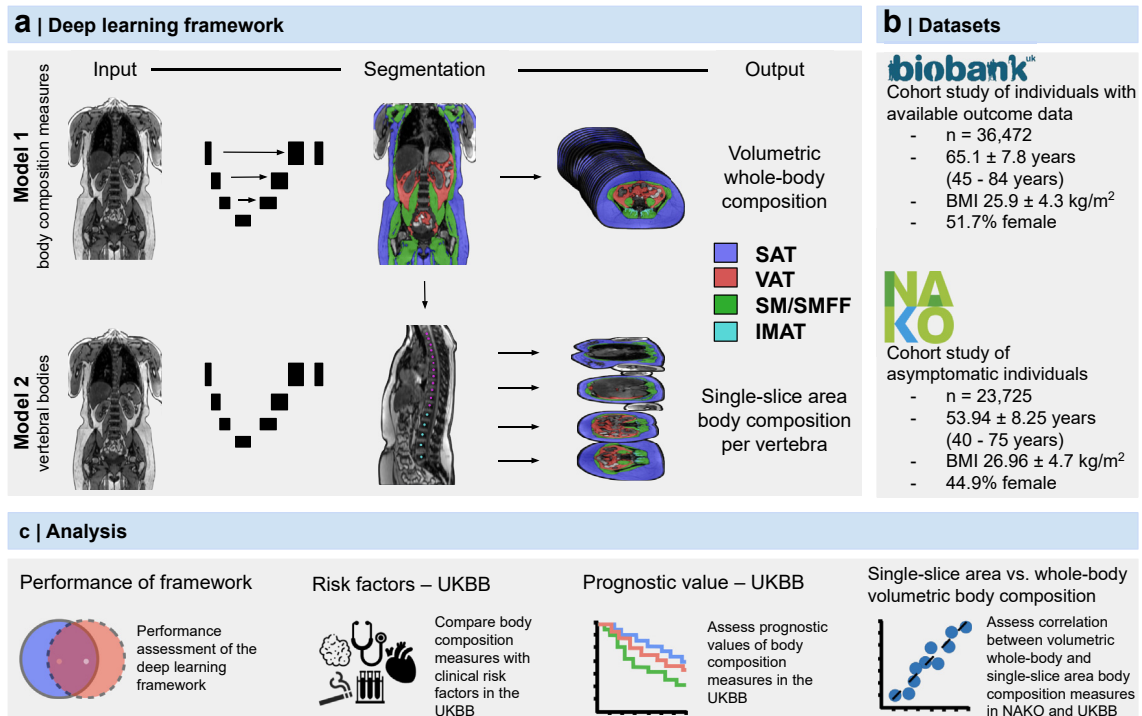 a | Deep learning framework
Input
Segmentation
Output
Model 1
body composition measures
Volumetric
whole-body
composition
SAT
VAT
SM/SMFF
IMAT
Model 2
vertebral bodies
Single-slice area
body composition
per vertebra
b | Datasets
biobank uk
Cohort study of individuals with
available outcome data
- n = 36,472
- 65.1 ± 7.8 years
(45 - 84 years)
- BMI 25.9 ± 4.3 kg/m²
- 51.7% female
NA
KO
Cohort study of
asymptomatic individuals
- n = 23,725
- 53.94 ± 8.25 years
(40 - 75 years)
- BMI 26.96 ± 4.7 kg/m²
- 44.9% female
c | Analysis
Performance of framework
Performance
assessment of the
deep learning
framework
Risk factors – UKBB
Compare body
composition
measures with
clinical risk
factors in the
UKBB
Prognostic value – UKBB
Assess prognostic
values of body
composition
measures in the
UKBB
Single-slice area vs. whole-body
volumetric body composition
Assess correlation
between volumetric
whole-body and
single-slice area body
composition measures
in NAKO and UKBB